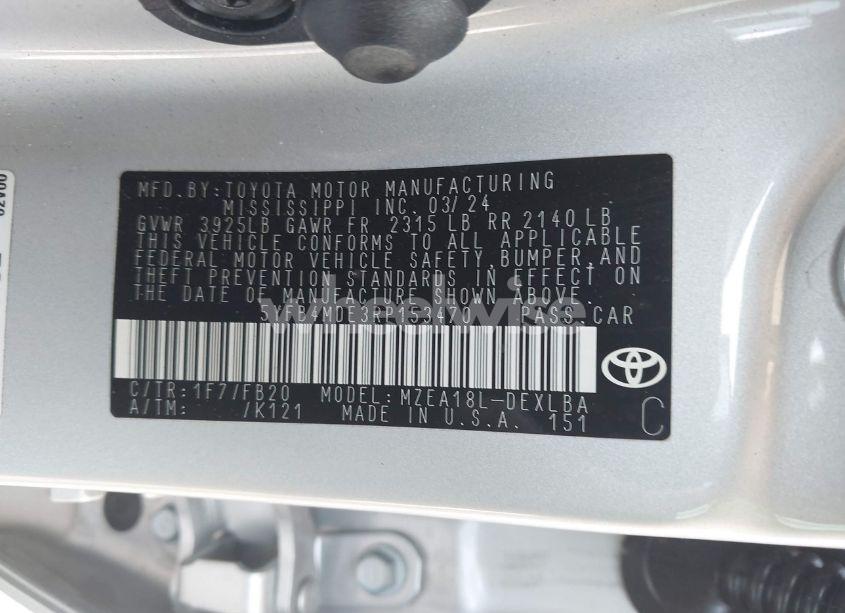 MFD. BY: TOYOTA MOTOR MANUFACTURING
MISSISSIPPI INC. 03/24
GVWR 3925LB GAWR FR 2315 LB RR 2140 LB
THIS VEHICLE CONFORMS TO ALL APPLICABLE
FEDERAL MOTOR VEHICLE SAFETY, BUMPER, AND
THEFT PREVENTION STANDARDS IN EFFECT ON
THE DATE OF MANUFACTURE SHOWN ABOVE.
PASS. CAR
C/TR: 1F7/FB20 MODEL: MZEA18L-DEXLBA
A/TM: /K121 MADE IN U.S.A. 151
C
wheelwise